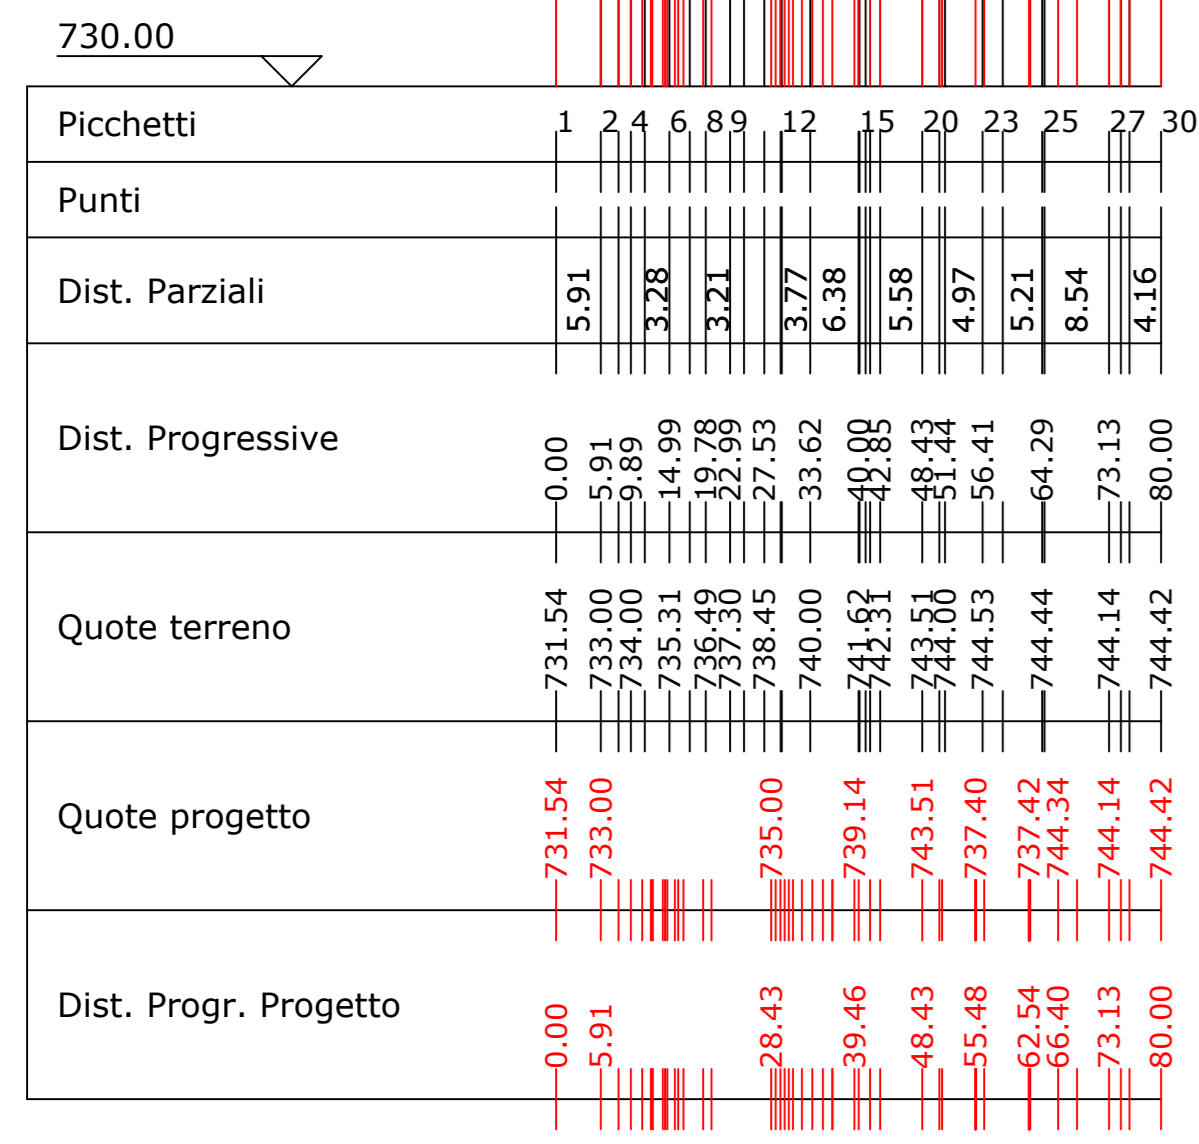 730.00
Picchetti 1 2 4 6 8 9 12 15 20 23 25 27 30
Punti
Dist. Parziali 5.91 3.28 3.21 3.77 6.38 5.58 4.97 5.21 8.54 4.16
Dist. Progressive 0.00 5.91 9.89 14.99 19.78 22.99 27.53 33.62 40.00 42.85 48.43 51.44 56.41 64.29 73.13 80.00
Quote terreno 731.54 733.00 734.00 735.31 736.49 737.30 738.45 740.00 741.62 742.31 743.51 744.00 744.53 744.44 744.14 744.42
Quote progetto 731.54 733.00 735.00 739.14 743.51 737.40 737.42 744.34 744.14 744.42
Dist. Progr. Progetto 0.00 5.91 28.43 39.46 48.43 55.48 62.54 66.40 73.13 80.00